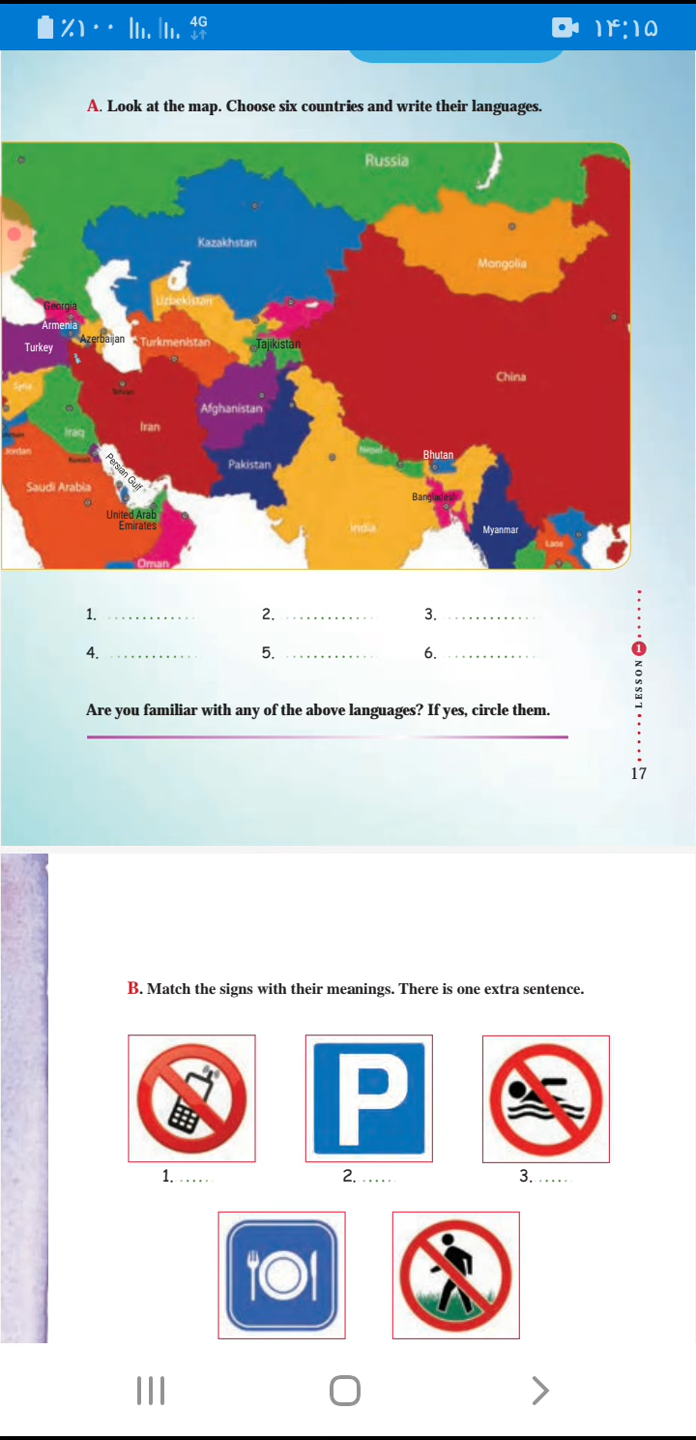 ٪۱۰۰ 4G ۱۴:۱۵
A. Look at the map. Choose six countries and write their languages.
Russia
Kazakhstan
Mongolia
Uzbekistan
Georgia
Armenia
Azerbaijan
Turkey
Turkmenistan
Tajikistan
China
Syria
Tehran
Afghanistan
Iran
Iraq
Jordan
Kuwait
Nepal
Bhutan
Persian Gulf
Pakistan
Saudi Arabia
Bangladesh
United Arab
Emirates
India
Myanmar
Laos
Oman
1. ............. 2. ............. 3. .............
4. ............. 5. ............. 6. .............
Are you familiar with any of the above languages? If yes, circle them.
LESSON 1
17
B. Match the signs with their meanings. There is one extra sentence.
P
1. ...... 2. ...... 3. ......